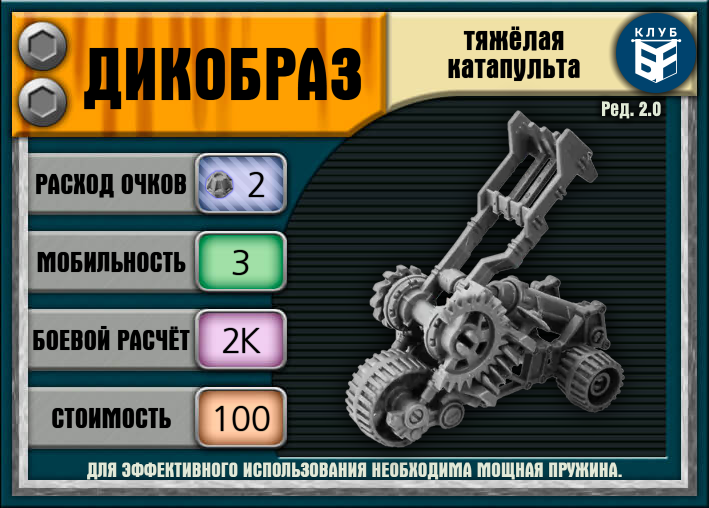 ДИКОБРАЗ
ТЯЖЁЛАЯ
КАТАПУЛЬТА
КЛУБ
Ред. 2.0
РАСХОД ОЧКОВ
2
МОБИЛЬНОСТЬ
3
БОЕВОЙ РАСЧЁТ
2К
СТОИМОСТЬ
100
ДЛЯ ЭФФЕКТИВНОГО ИСПОЛЬЗОВАНИЯ НЕОБХОДИМА МОЩНАЯ ПРУЖИНА.